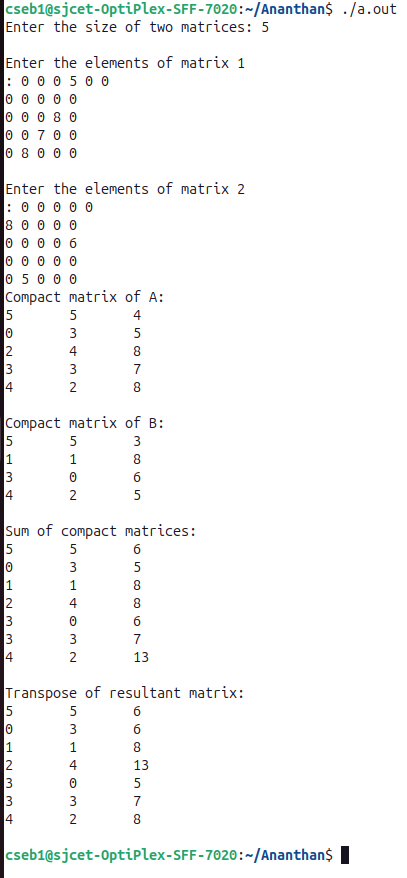 cseb1@sjcet-OptiPlex-SFF-7020:~/Ananthan$ ./a.out
Enter the size of two matrices: 5
Enter the elements of matrix 1
: 0 0 0 5 0 0
0 0 0 0 0
0 0 0 8 0
0 0 7 0 0
0 8 0 0 0
Enter the elements of matrix 2
: 0 0 0 0 0
8 0 0 0 0
0 0 0 0 6
0 0 0 0 0
0 5 0 0 0
Compact matrix of A:
5 5 4
0 3 5
2 4 8
3 3 7
4 2 8
Compact matrix of B:
5 5 3
1 1 8
3 0 6
4 2 5
Sum of compact matrices:
5 5 6
0 3 5
1 1 8
2 4 8
3 0 6
3 3 7
4 2 13
Transpose of resultant matrix:
5 5 6
0 3 6
1 1 8
2 4 13
3 0 5
3 3 7
4 2 8
cseb1@sjcet-OptiPlex-SFF-7020:~/Ananthan$